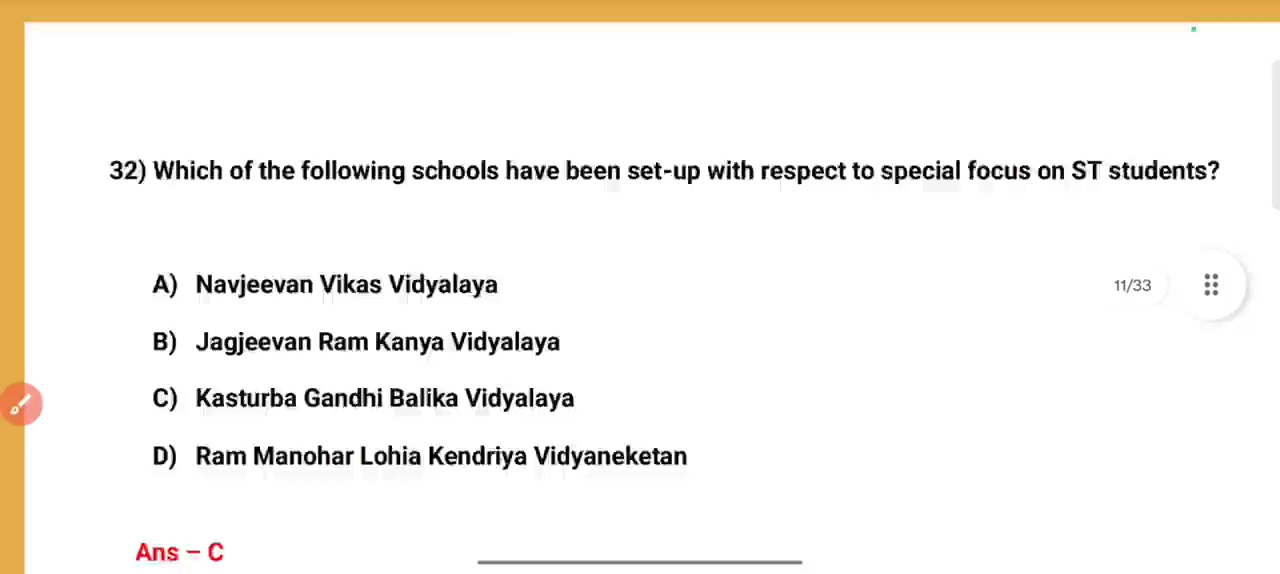 32) Which of the following schools have been set-up with respect to special focus on ST students?
A) Navjeevan Vikas Vidyalaya
11/33
B) Jagjeevan Ram Kanya Vidyalaya
C) Kasturba Gandhi Balika Vidyalaya
D) Ram Manohar Lohia Kendriya Vidyaneketan
Ans – C